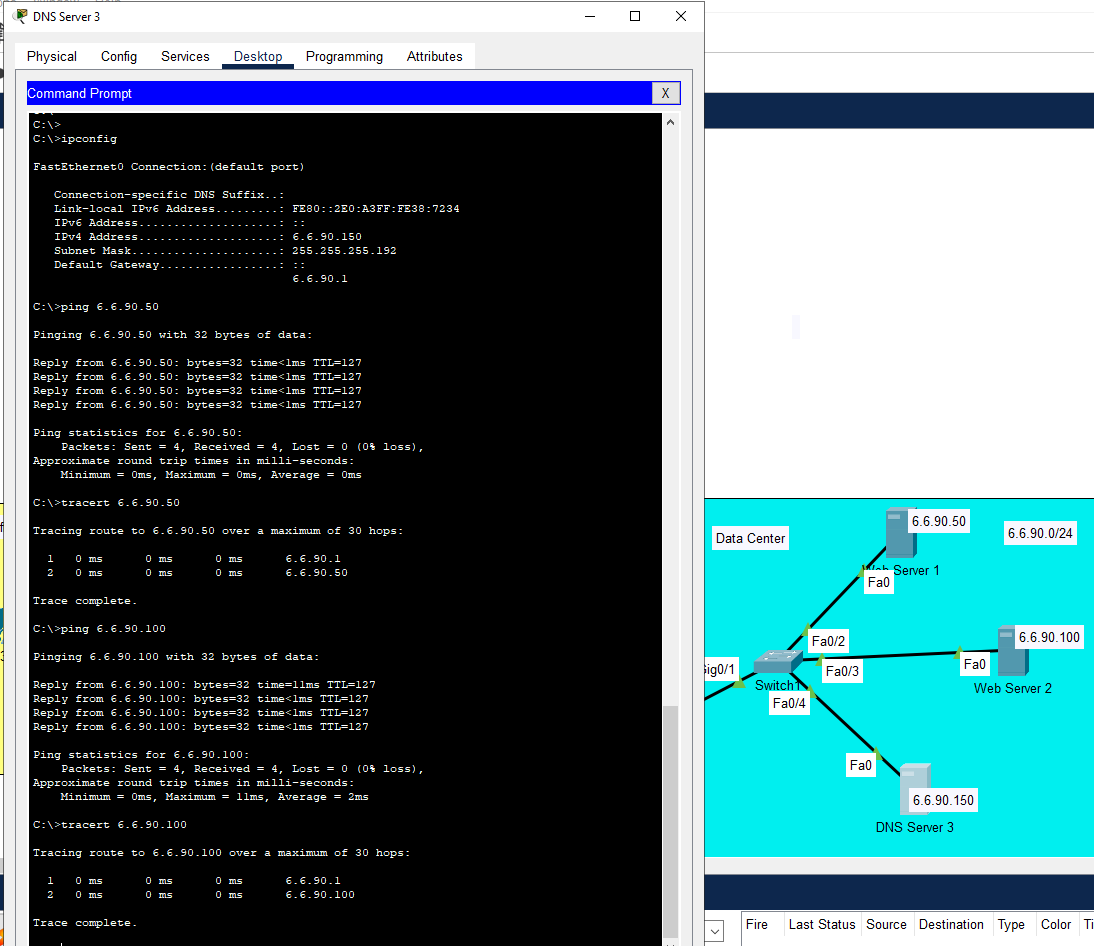 DNS Server 3
Physical Config Services Desktop Programming Attributes
Command Prompt X
C:\>
C:\>ipconfig
FastEthernet0 Connection:(default port)
Connection-specific DNS Suffix..:
Link-local IPv6 Address.........: FE80::2E0:A3FF:FE38:7234
IPv6 Address....................: ::
IPv4 Address....................: 6.6.90.150
Subnet Mask.....................: 255.255.255.192
Default Gateway.................: ::
6.6.90.1
C:\>ping 6.6.90.50
Pinging 6.6.90.50 with 32 bytes of data:
Reply from 6.6.90.50: bytes=32 time<1ms TTL=127
Reply from 6.6.90.50: bytes=32 time<1ms TTL=127
Reply from 6.6.90.50: bytes=32 time<1ms TTL=127
Reply from 6.6.90.50: bytes=32 time<1ms TTL=127
Ping statistics for 6.6.90.50:
Packets: Sent = 4, Received = 4, Lost = 0 (0% loss),
Approximate round trip times in milli-seconds:
Minimum = 0ms, Maximum = 0ms, Average = 0ms
C:\>tracert 6.6.90.50
Tracing route to 6.6.90.50 over a maximum of 30 hops:
1 0 ms 0 ms 0 ms 6.6.90.1
2 0 ms 0 ms 0 ms 6.6.90.50
Trace complete.
C:\>ping 6.6.90.100
Pinging 6.6.90.100 with 32 bytes of data:
Reply from 6.6.90.100: bytes=32 time=11ms TTL=127
Reply from 6.6.90.100: bytes=32 time<1ms TTL=127
Reply from 6.6.90.100: bytes=32 time<1ms TTL=127
Reply from 6.6.90.100: bytes=32 time<1ms TTL=127
Ping statistics for 6.6.90.100:
Packets: Sent = 4, Received = 4, Lost = 0 (0% loss),
Approximate round trip times in milli-seconds:
Minimum = 0ms, Maximum = 11ms, Average = 2ms
C:\>tracert 6.6.90.100
Tracing route to 6.6.90.100 over a maximum of 30 hops:
1 0 ms 0 ms 0 ms 6.6.90.1
2 0 ms 0 ms 0 ms 6.6.90.100
Trace complete.
Data Center
6.6.90.50
6.6.90.0/24
Web Server 1
Fa0
Fa0/2
6.6.90.100
Fa0
Fa0/3
Web Server 2
Switch1
Fa0/4
Fa0
6.6.90.150
DNS Server 3
Fire Last Status Source Destination Type Color